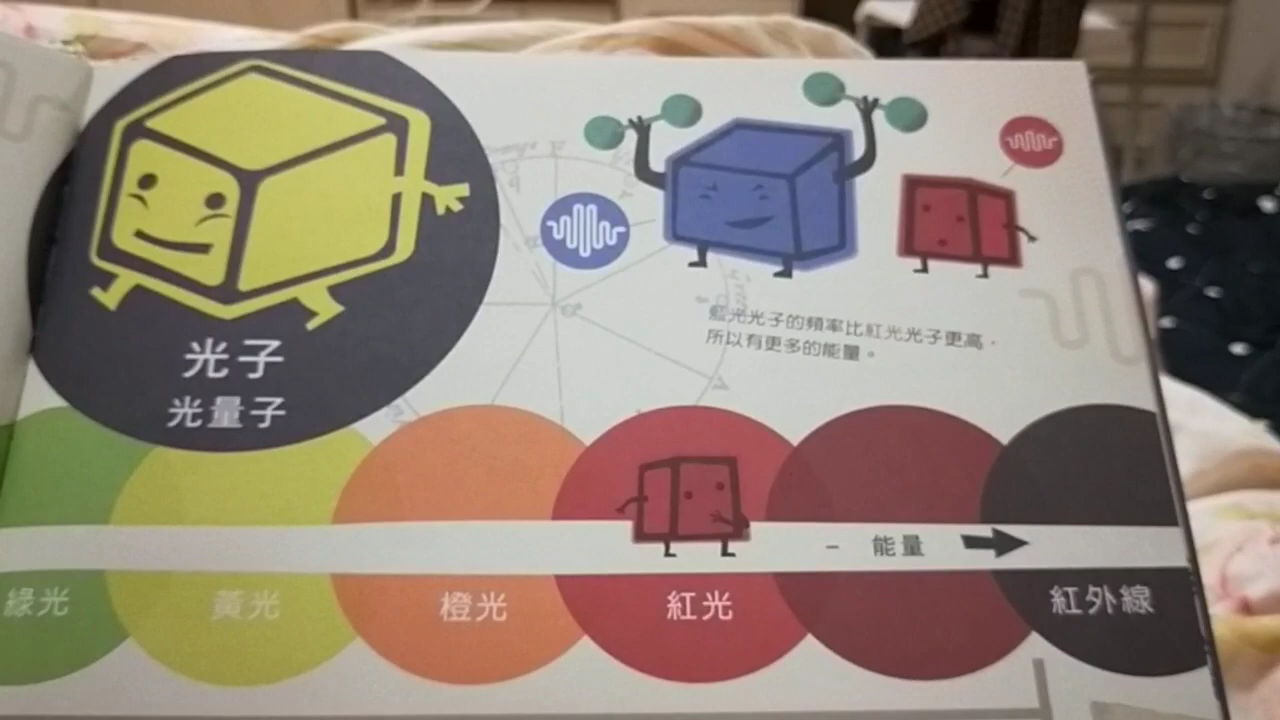 光子
光量子
藍光光子的頻率比紅光光子更高，
所以有更多的能量。
– 能量
綠光
黃光
橙光
紅光
紅外線